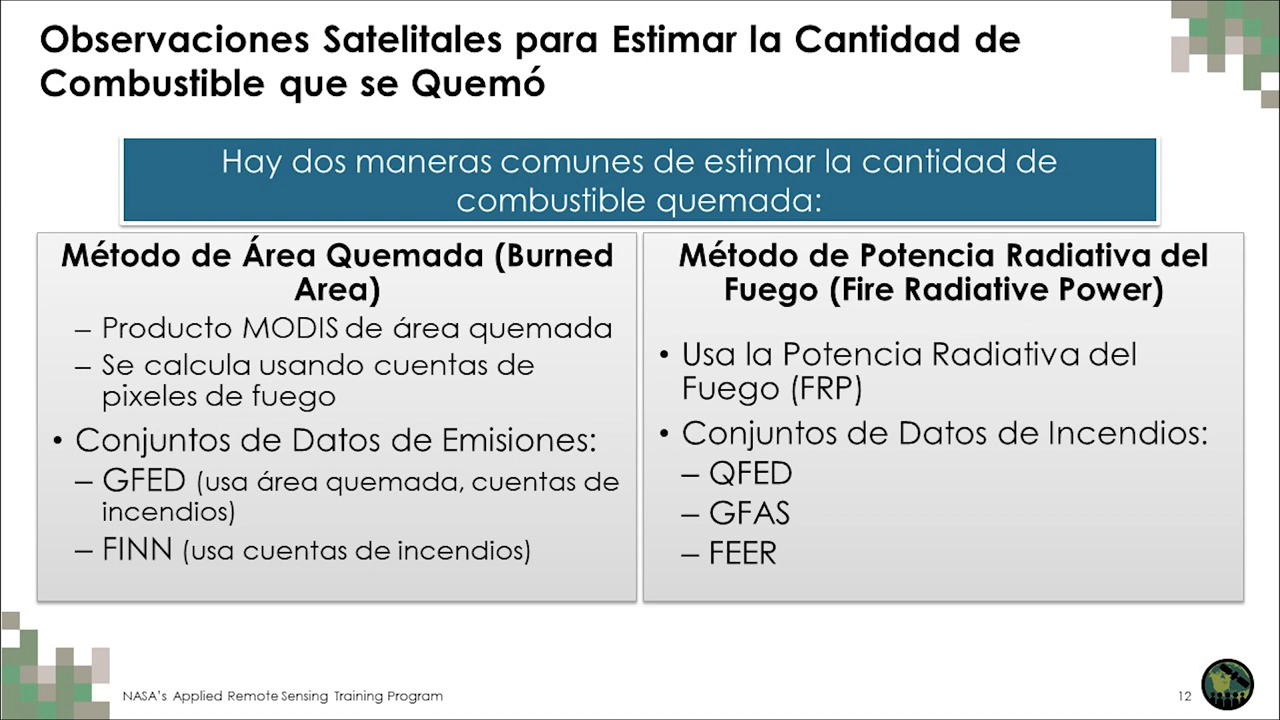 Observaciones Satelitales para Estimar la Cantidad de
Combustible que se Quemó
Hay dos maneras comunes de estimar la cantidad de
combustible quemada:
Método de Área Quemada (Burned
Area)
– Producto MODIS de área quemada
– Se calcula usando cuentas de
pixeles de fuego
• Conjuntos de Datos de Emisiones:
– GFED (usa área quemada, cuentas de
incendios)
– FINN (usa cuentas de incendios)
Método de Potencia Radiativa del
Fuego (Fire Radiative Power)
• Usa la Potencia Radiativa del
Fuego (FRP)
• Conjuntos de Datos de Incendios:
– QFED
– GFAS
– FEER
NASA's Applied Remote Sensing Training Program
12